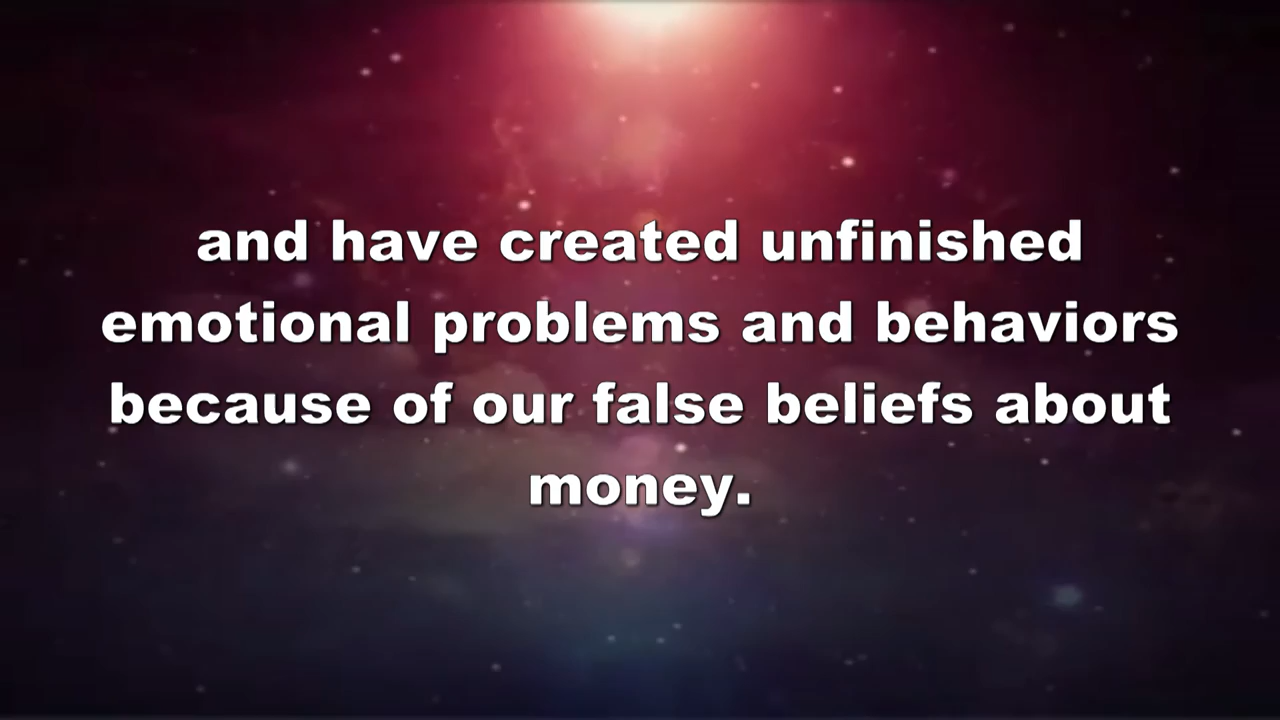 and have created unfinished
emotional problems and behaviors
because of our false beliefs about
money.